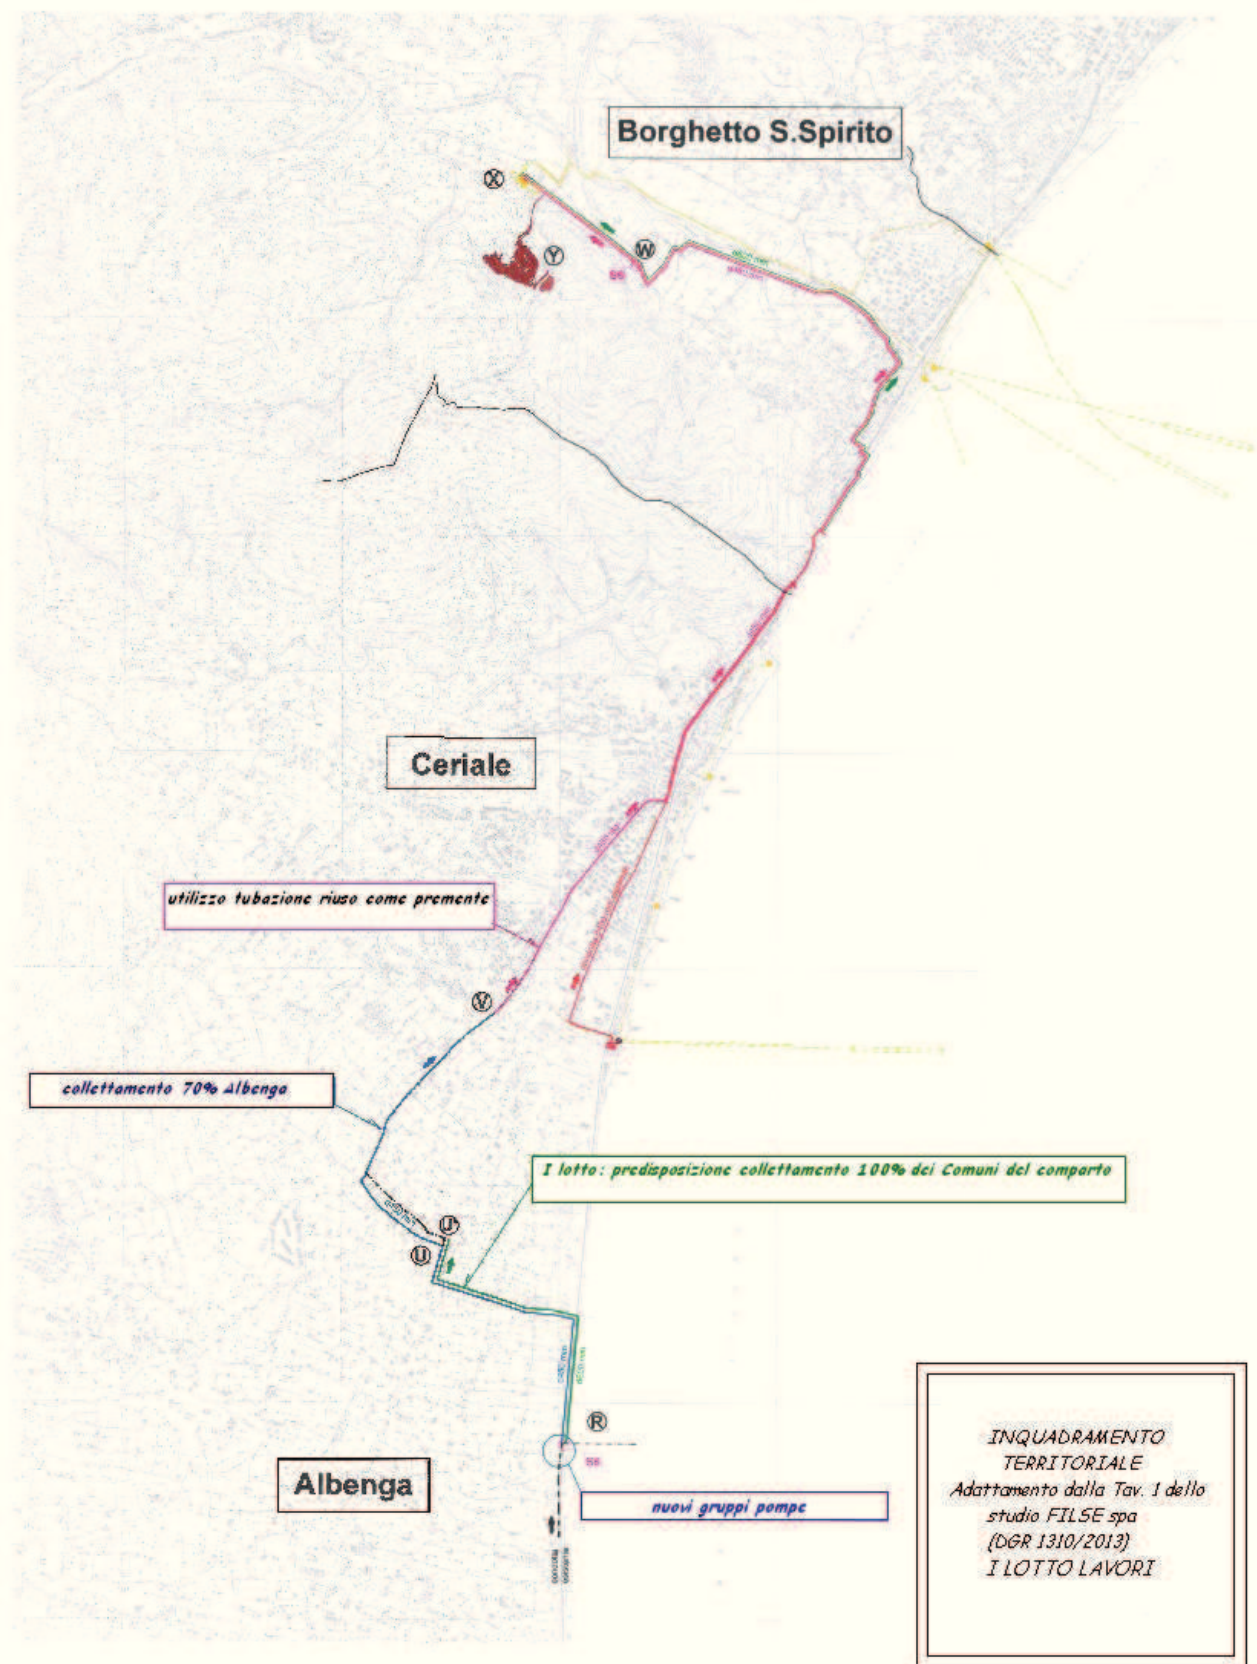 Borghetto S.Spirito
X
Y
W
Ceriale
utilizzo tubazione riuso come premente
V
collettamento 70% Albenga
I lotto: predisposizione collettamento 100% dei Comuni del comparto
U'
U
R
Albenga
nuovi gruppi pompe
INQUADRAMENTO
TERRITORIALE
Adattamento dalla Tav. 1 dello
studio FILSE spa
(DGR 1310/2013)
I LOTTO LAVORI